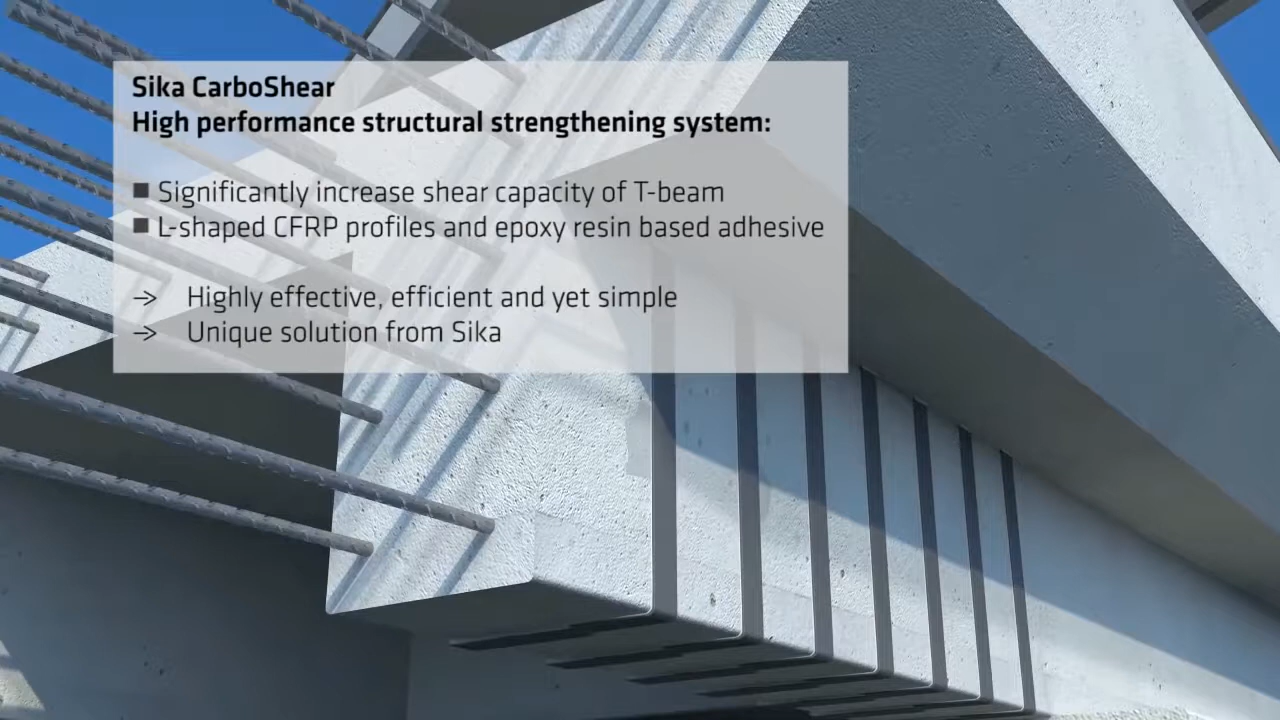 Sika CarboShear
High performance structural strengthening system:
■ Significantly increase shear capacity of T-beam
■ L-shaped CFRP profiles and epoxy resin based adhesive
→ Highly effective, efficient and yet simple
→ Unique solution from Sika